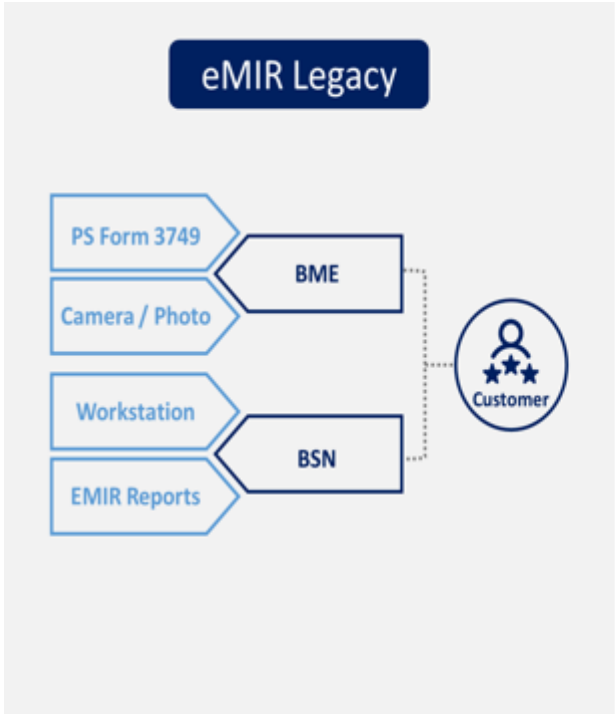 eMIR Legacy
PS Form 3749
BME
Camera / Photo
Customer
Workstation
BSN
EMIR Reports